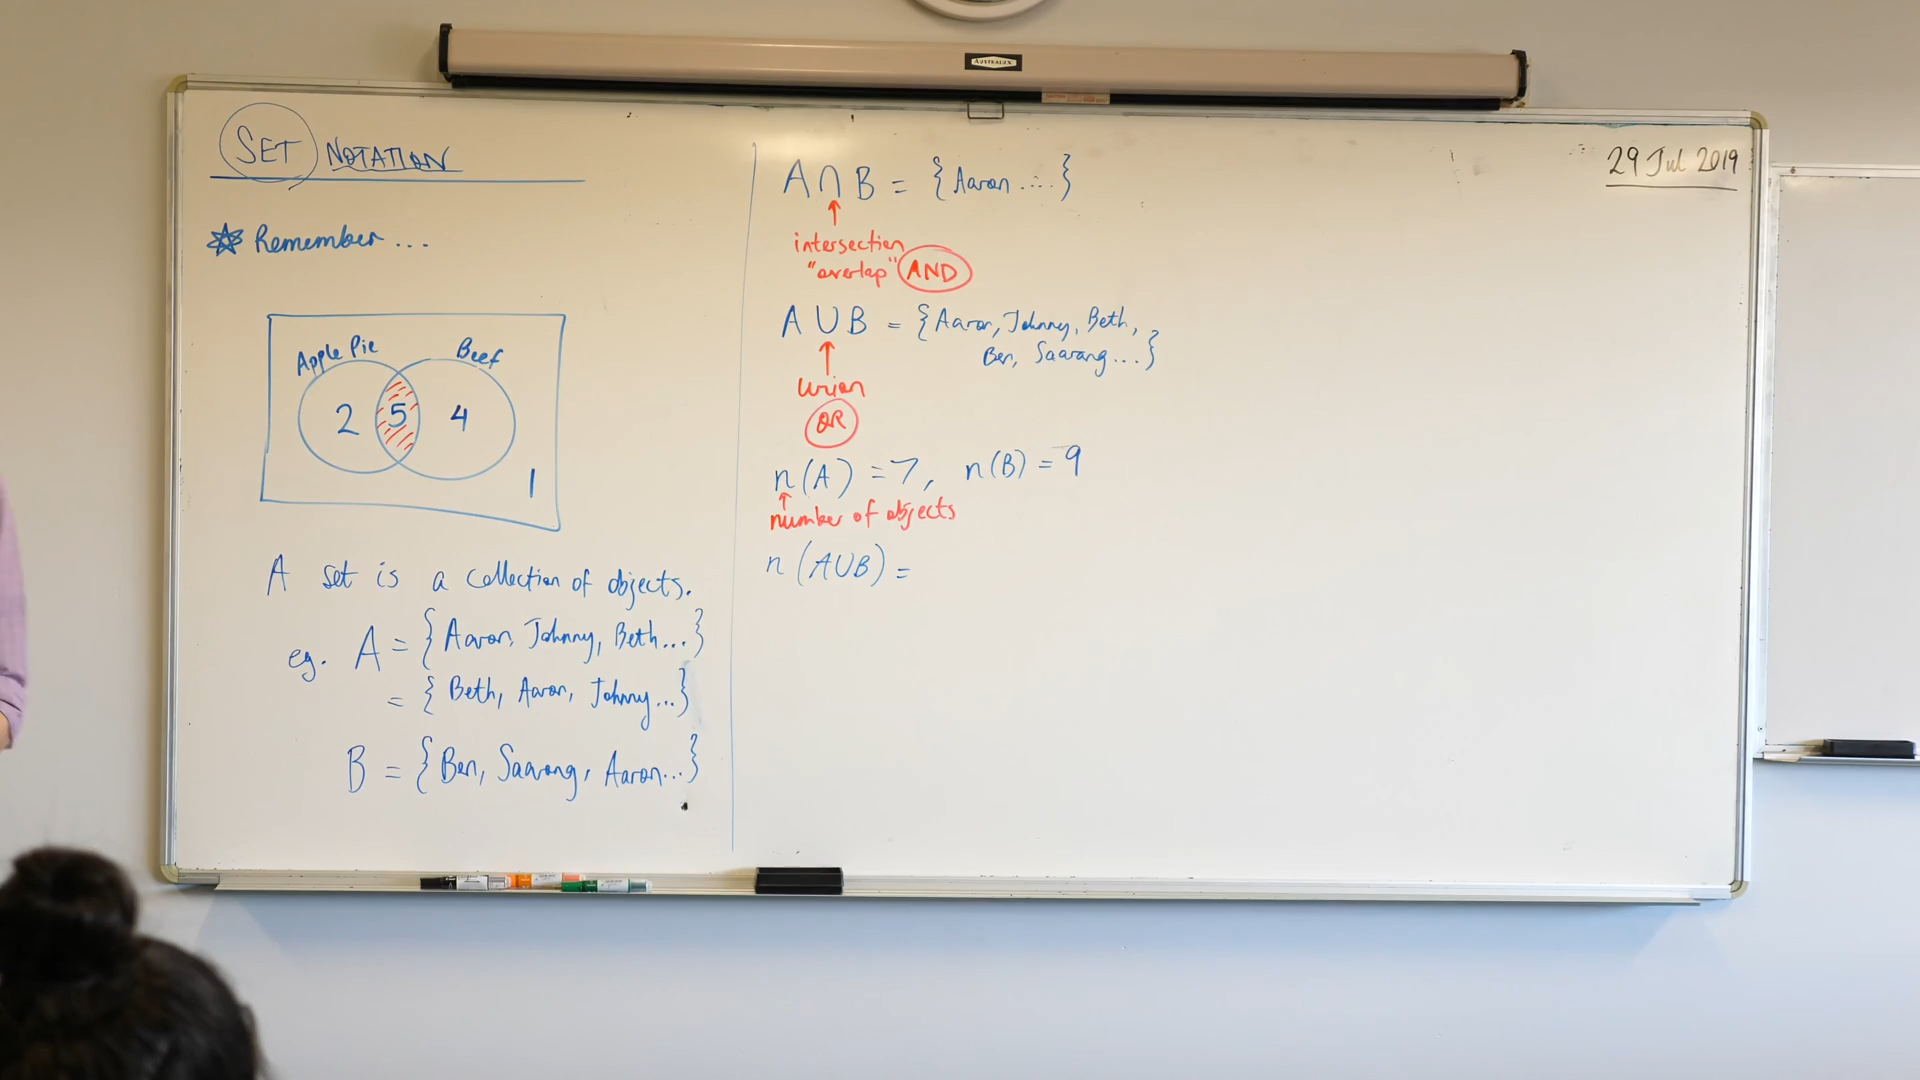 AUSTRALUX
29 Jul 2019
SET NOTATION
Remember...
Apple Pie Beef
2 5 4
1
A set is a collection of objects.
eg. A = {Aaron, Johnny, Beth...}
= {Beth, Aaron, Johnny...}
B = {Ben, Saarang, Aaron...}
A∩B = {Aaron ....}
↑
intersection
"overlap" AND
A∪B = {Aaron, Johnny, Beth,
Ben, Saarang...}
↑
union
OR
n(A) = 7, n(B) = 9
↑
number of objects
n(A∪B) =